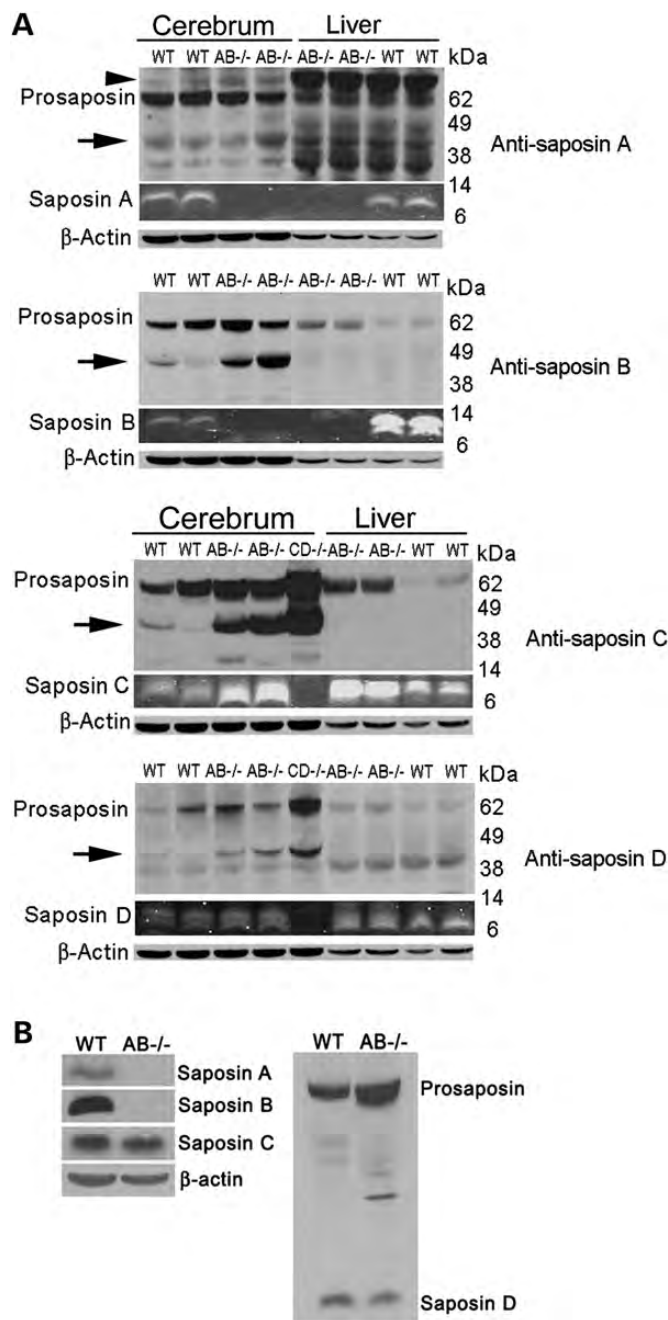 A
Cerebrum Liver
WT WT AB-/- AB-/- AB-/- AB-/- WT WT kDa
Prosaposin
62
49
38
Anti-saposin A
14
Saposin A
6
β-Actin
WT WT AB-/- AB-/- AB-/- AB-/- WT WT kDa
Prosaposin 62
49
38
Anti-saposin B
14
Saposin B
6
β-Actin
Cerebrum Liver
WT WT AB-/- AB-/- CD-/- AB-/- AB-/- WT WT kDa
Prosaposin 62
49
38
Anti-saposin C
14
Saposin C
6
β-Actin
WT WT AB-/- AB-/- CD-/- AB-/- AB-/- WT WT kDa
Prosaposin 62
49
38
Anti-saposin D
14
Saposin D
6
β-Actin
B
WT AB-/-
Saposin A
Saposin B
Saposin C
β-actin
WT AB-/-
Prosaposin
Saposin D